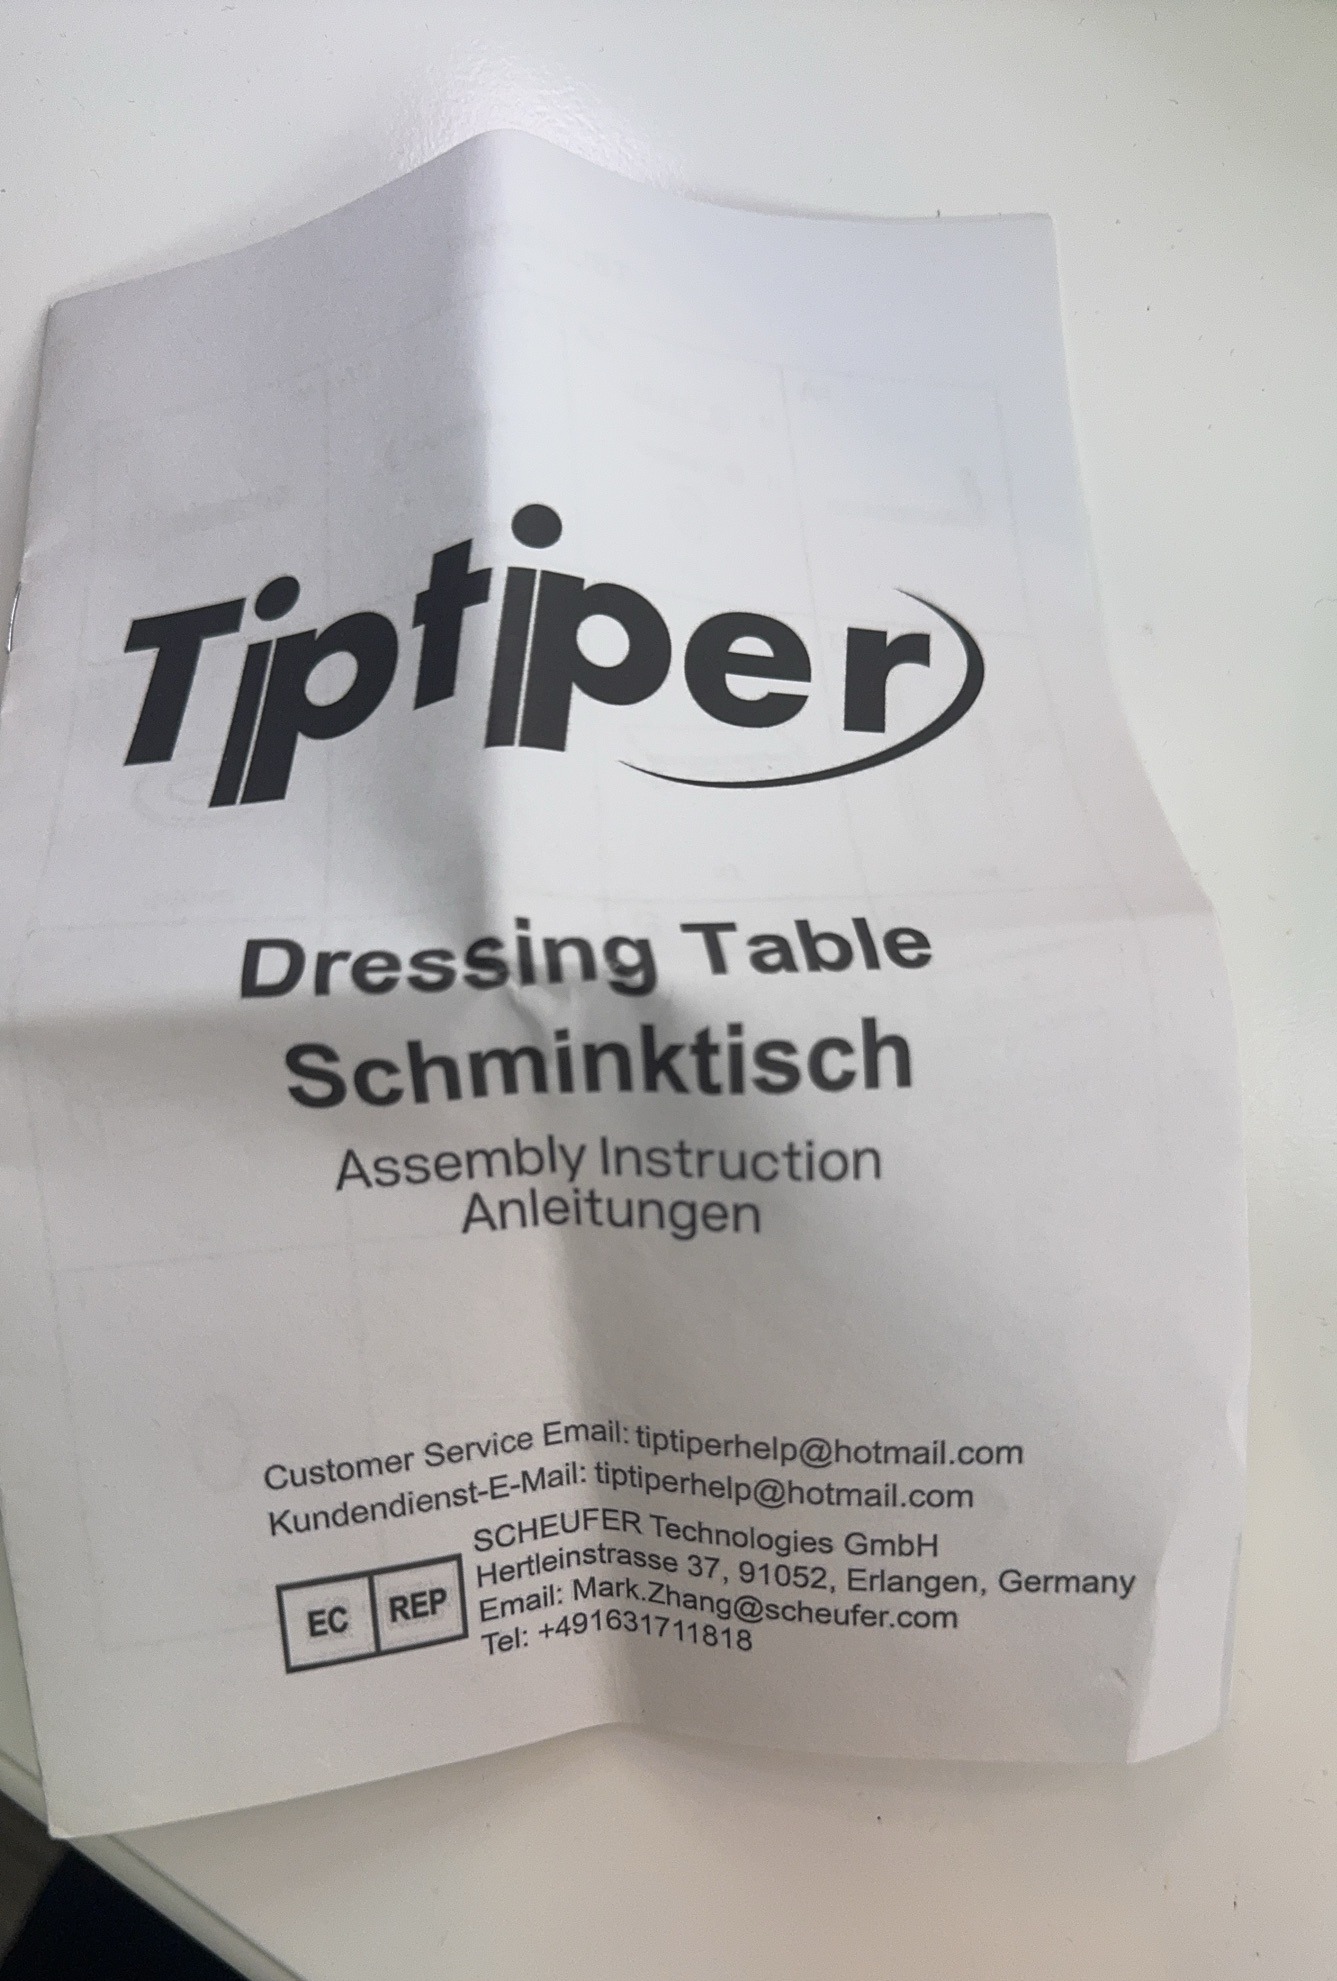 Tiptiper
Dressing Table
Schminktisch
Assembly Instruction
Anleitungen
Customer Service Email: tiptiperhelp@hotmail.com
Kundendienst-E-Mail: tiptiperhelp@hotmail.com
SCHEUFER Technologies GmbH
Hertleinstrasse 37, 91052, Erlangen, Germany
EC REP
Email: Mark.Zhang@scheufer.com
Tel: +491631711818